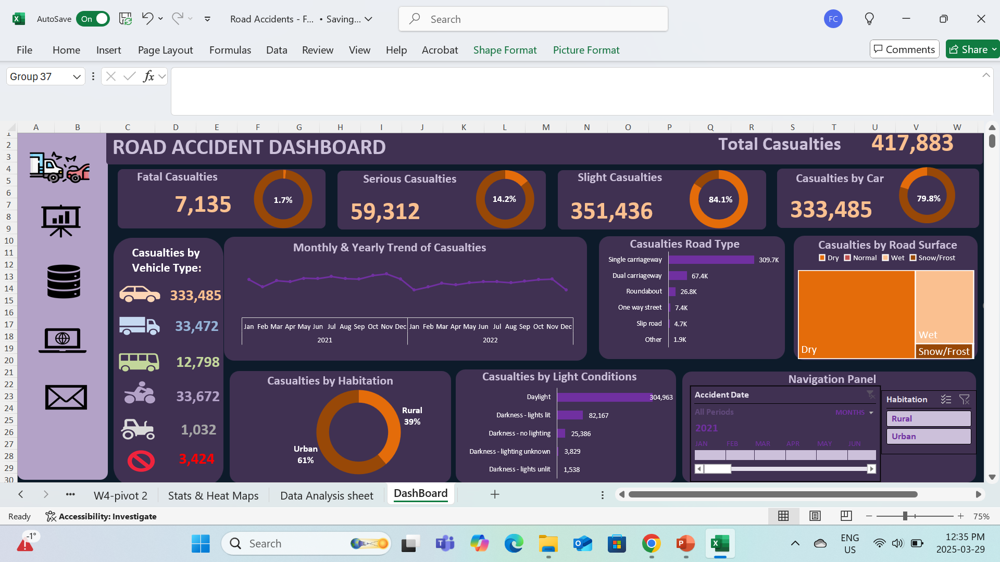 AutoSave On Road Accidents - F... • Saving... Search FC
File Home Insert Page Layout Formulas Data Review View Help Acrobat Shape Format Picture Format Comments Share
Group 37 fx
A B C D E F G H I J K L M N O P Q R S T U V W
1
2
3
4
5
6
7
8
9
10
11
12
13
14
15
16
17
18
19
20
21
22
23
24
25
26
27
28
29
30
ROAD ACCIDENT DASHBOARD
Total Casualties 417,883
Fatal Casualties
7,135
1.7%
Serious Casualties
59,312
14.2%
Slight Casualties
351,436
84.1%
Casualties by Car
333,485
79.8%
Casualties by
Vehicle Type:
333,485
33,472
12,798
33,672
1,032
3,424
Monthly & Yearly Trend of Casualties
Jan Feb Mar Apr May Jun Jul Aug Sep Oct Nov Dec Jan Feb Mar Apr May Jun Jul Aug Sep Oct Nov Dec
2021 2022
Casualties Road Type
Single carriageway 309.7K
Dual carriageway 67.4K
Roundabout 26.8K
One way street 7.4K
Slip road 4.7K
Other 1.9K
Casualties by Road Surface
Dry Normal Wet Snow/Frost
Wet
Dry
Snow/Frost
Casualties by Habitation
Rural
39%
Urban
61%
Casualties by Light Conditions
Daylight 304,963
Darkness - lights lit 82,167
Darkness - no lighting 25,386
Darkness - lighting unknown 3,829
Darkness - lights unlit 1,538
Navigation Panel
Accident Date
All Periods MONTHS
2021
JAN FEB MAR APR MAY JUN
Habitation
Rural
Urban
W4-pivot 2 Stats & Heat Maps Data Analysis sheet DashBoard
Ready Accessibility: Investigate 75%
-1°
Search
ENG
US
12:35 PM
2025-03-29